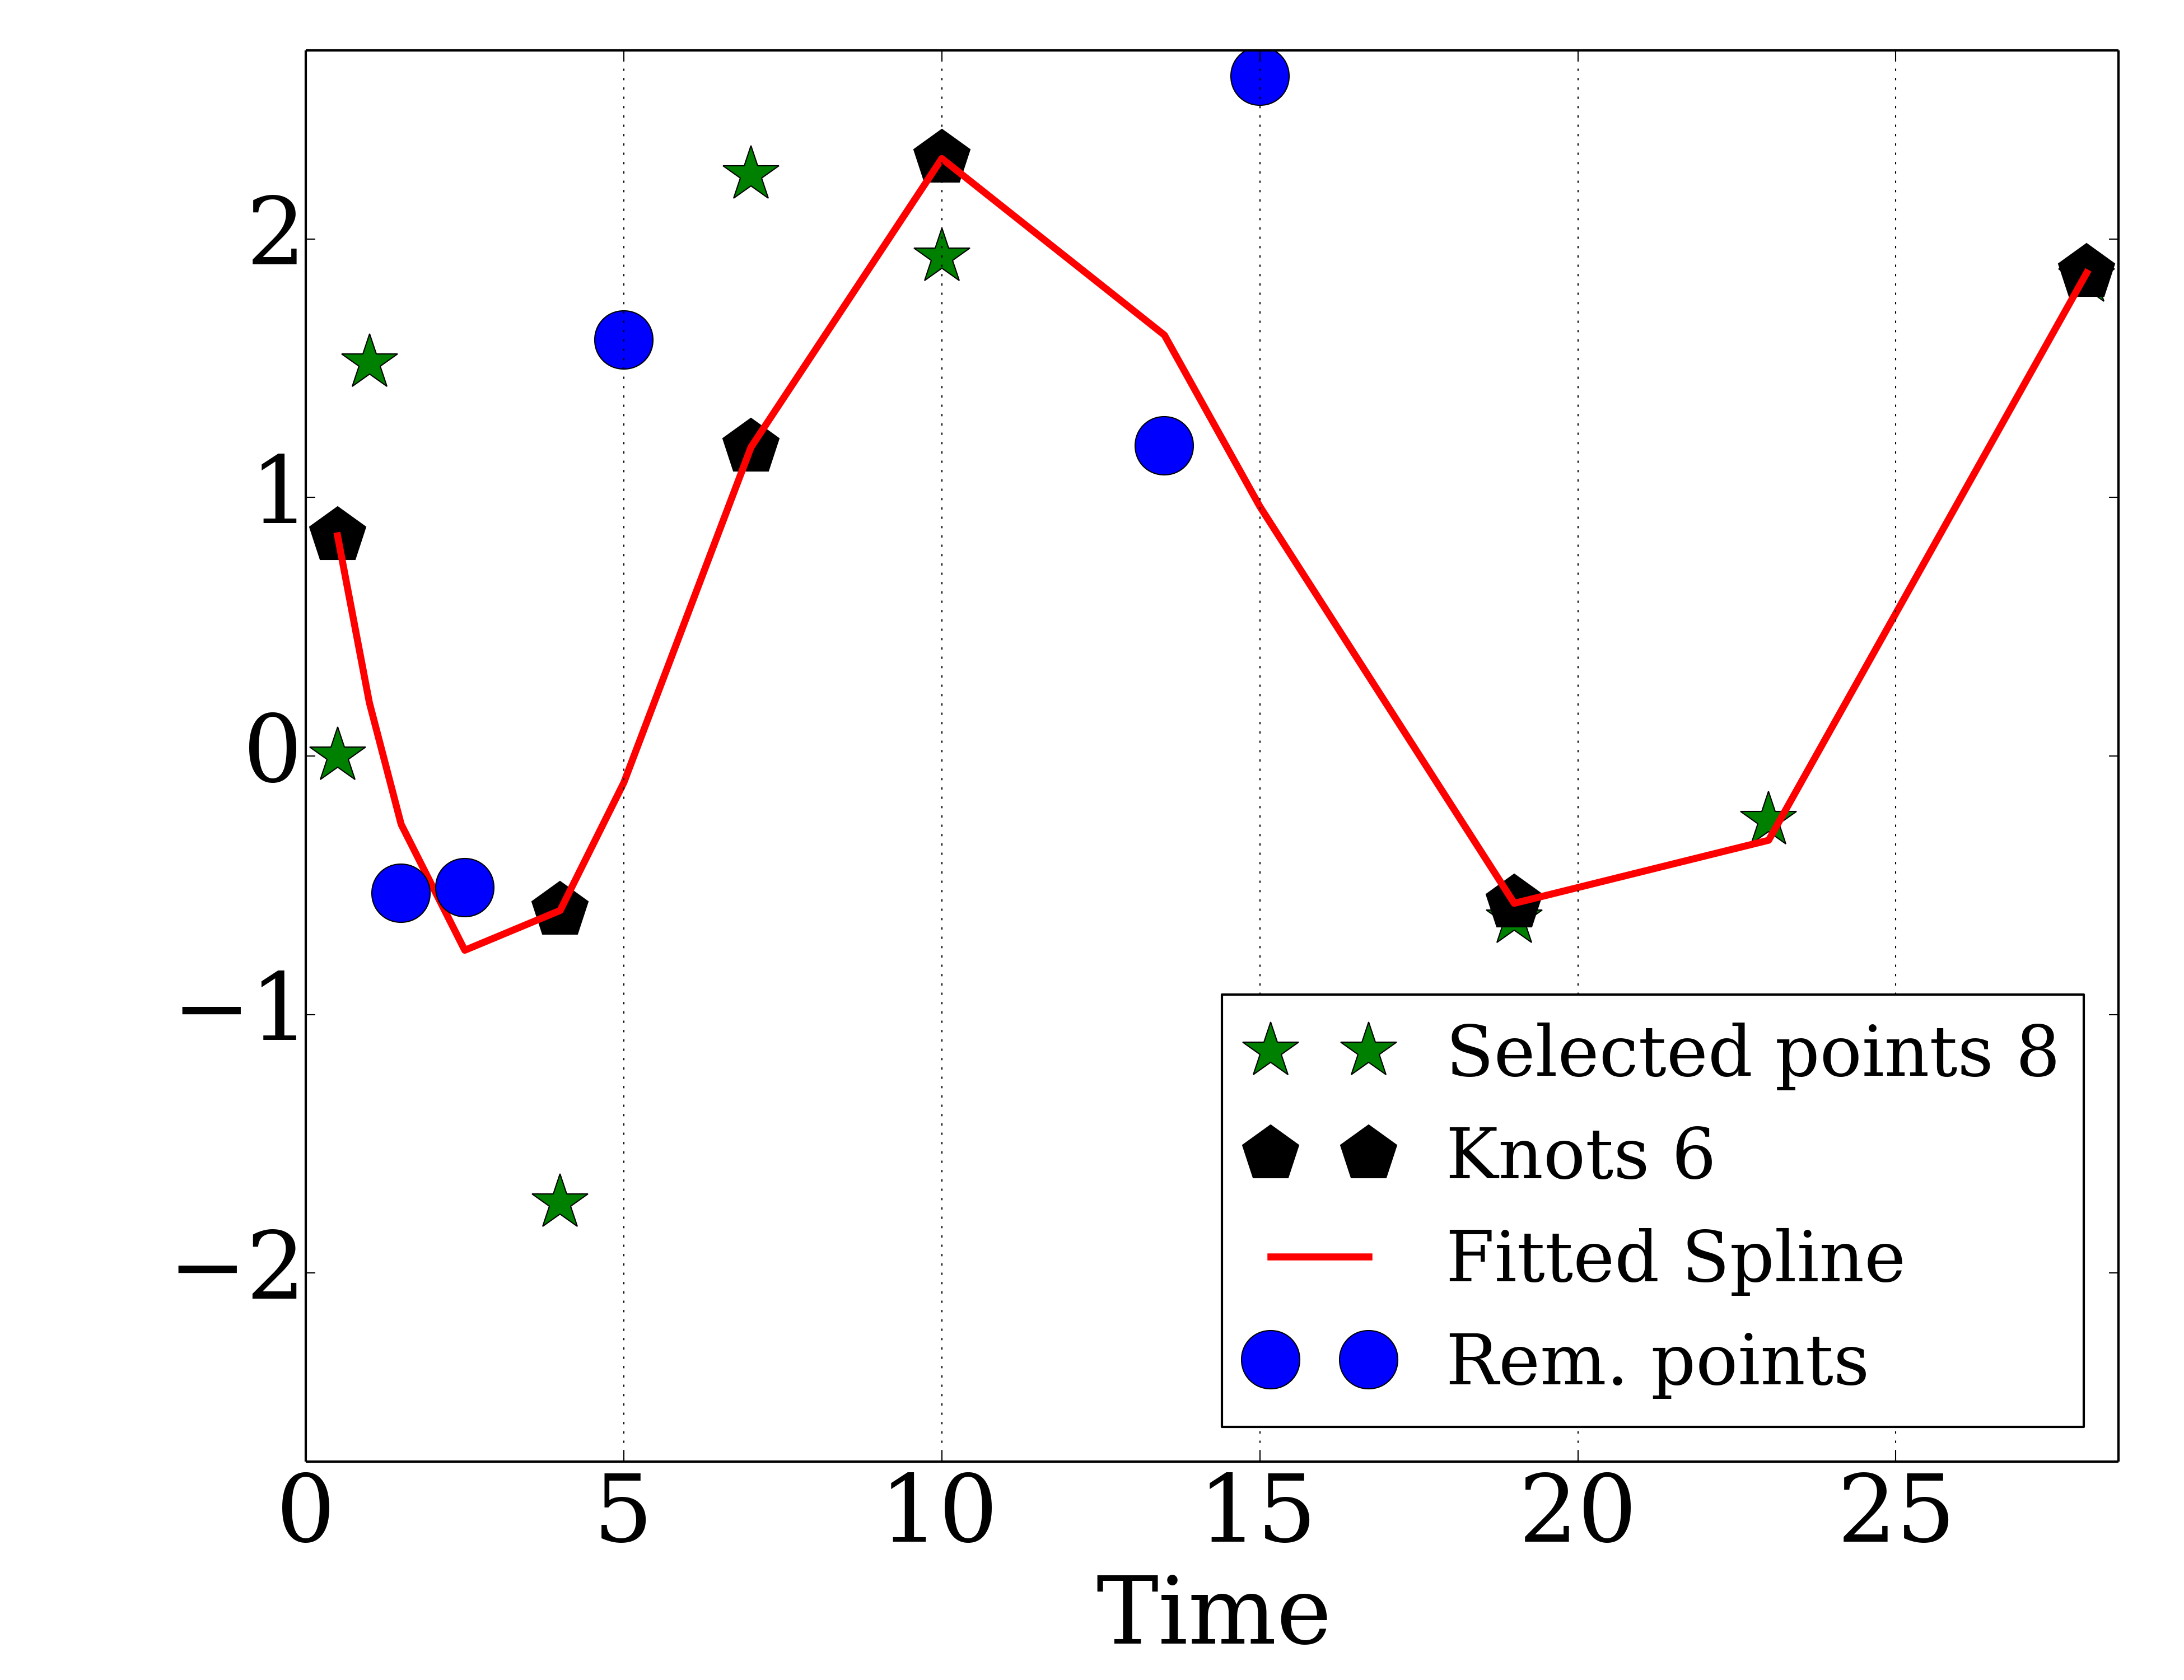 2
1
0
−1
−2
Selected points 8
Knots 6
Fitted Spline
Rem. points
0 5 10 15 20 25
Time